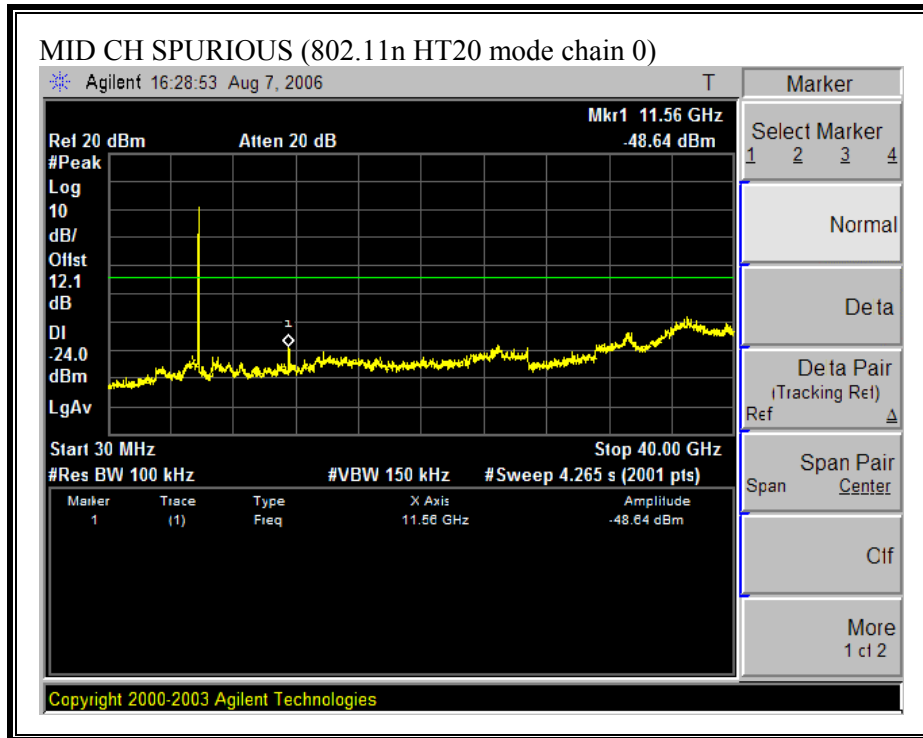 MID CH SPURIOUS (802.11n HT20 mode chain 0)
Agilent 16:28:53 Aug 7, 2006 T
Mkr1 11.56 GHz
Ref 20 dBm Atten 20 dB -48.64 dBm
#Peak
Log
10
dB/
Offst
12.1
dB
DI
-24.0
dBm
LgAv
1
Start 30 MHz Stop 40.00 GHz
#Res BW 100 kHz #VBW 150 kHz #Sweep 4.265 s (2001 pts)
Marker Trace Type X Axis Amplitude
1 (1) Freq 11.56 GHz -48.64 dBm
Copyright 2000-2003 Agilent Technologies
Marker
Select Marker
1 2 3 4
Normal
Delta
Delta Pair
(Tracking Ref)
Ref Δ
Span Pair
Span Center
Off
More
1 of 2